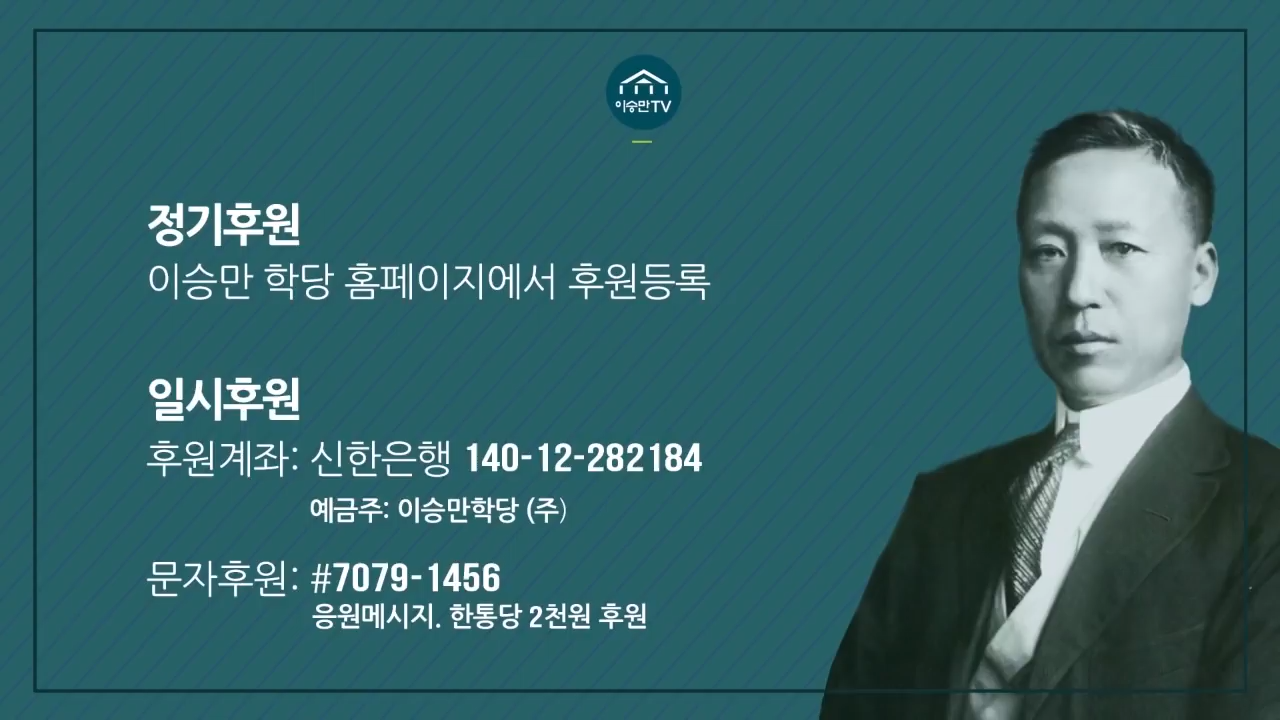 이승만TV
정기후원
이승만 학당 홈페이지에서 후원등록
일시후원
후원계좌: 신한은행 140-12-282184
예금주: 이승만학당 (주)
문자후원: #7079-1456
응원메시지. 한통당 2천원 후원